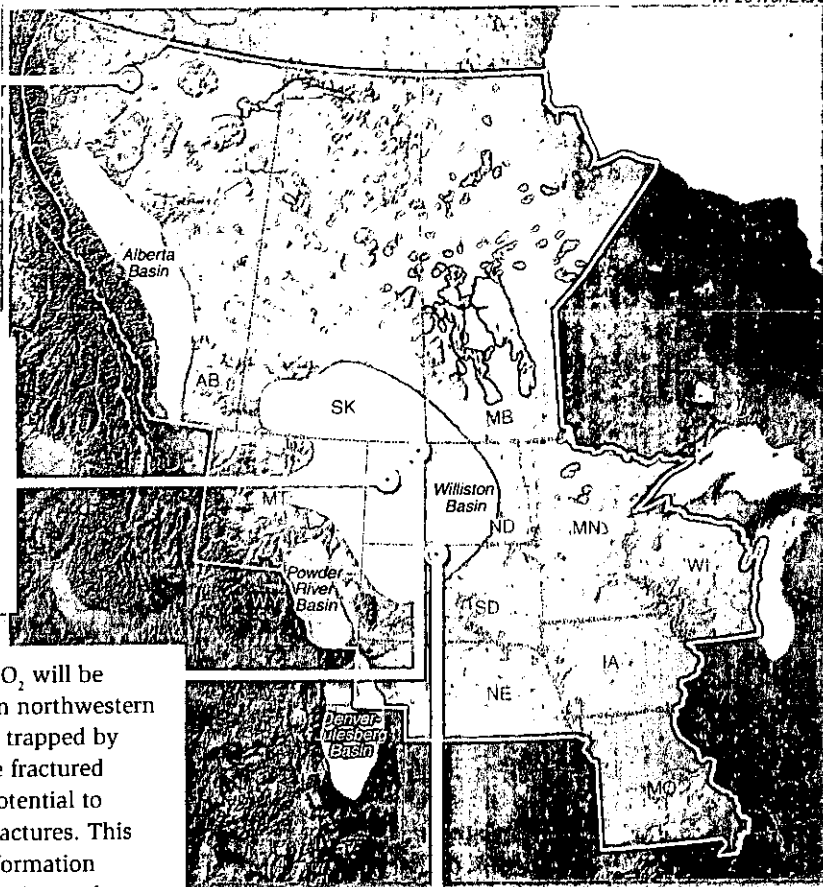 Alberta
Basin
AB
SK
MB
MT
Williston
Basin
ND
MN
WI
Powder
River
Basin
SD
IA
NE
Denver-
Julesberg
Basin
MO
O₂ will be
n northwestern
trapped by
e fractured
otential to
actures. This
formation